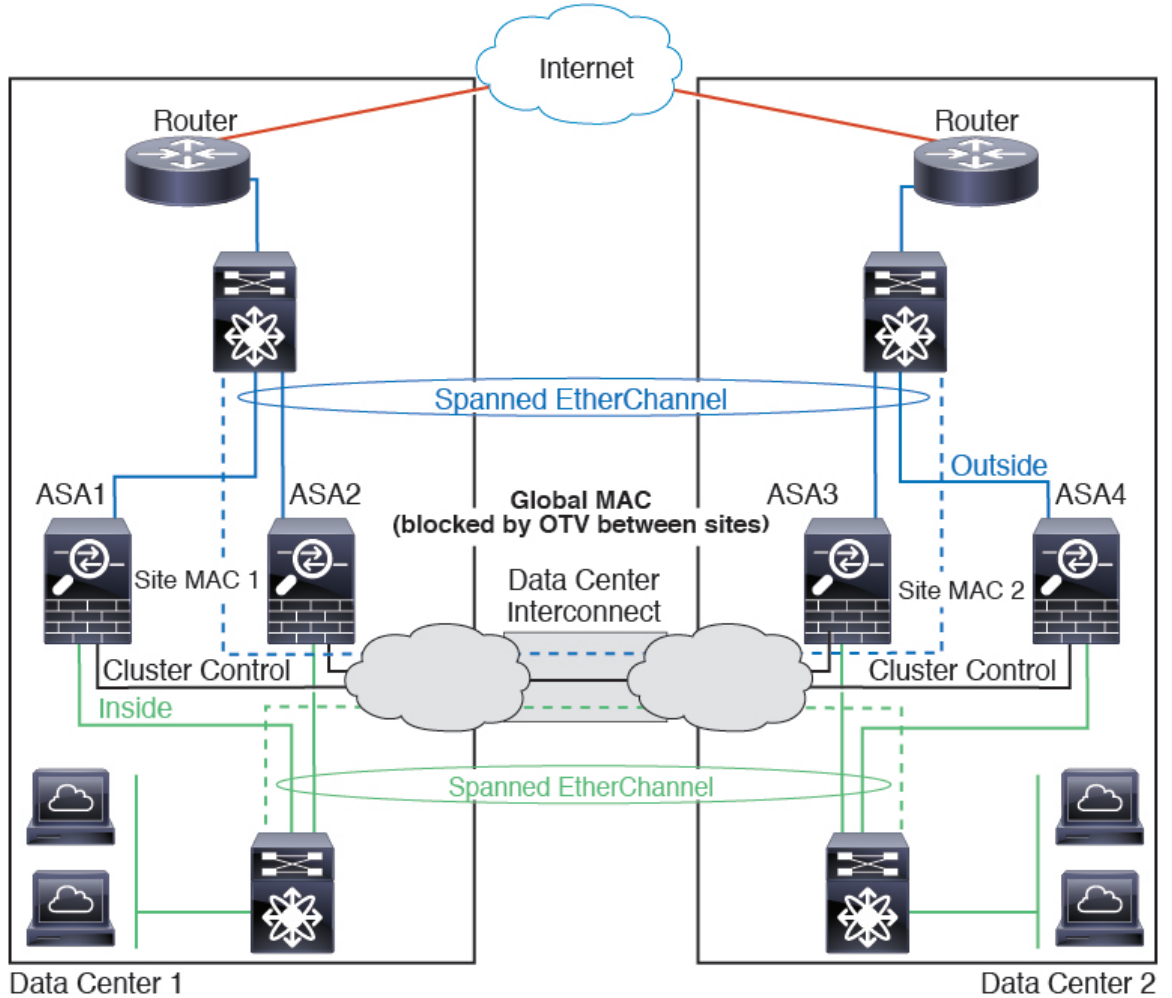 Internet
Router
Router
Spanned EtherChannel
Outside
ASA1
ASA2
Global MAC
(blocked by OTV between sites)
ASA3
ASA4
Site MAC 1
Data Center
Interconnect
Site MAC 2
Cluster Control
Cluster Control
Inside
Spanned EtherChannel
Data Center 1
Data Center 2